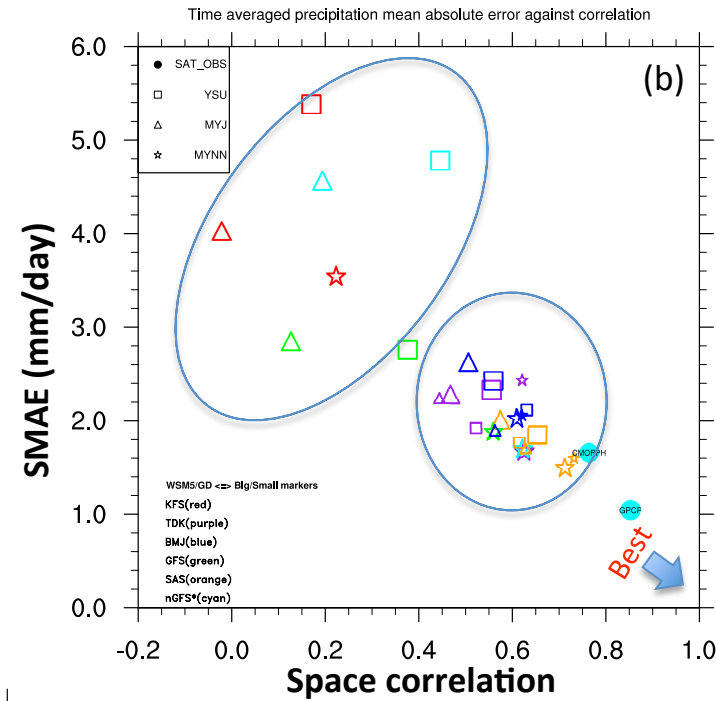 Time averaged precipitation mean absolute error against correlation
6.0
5.0
4.0
3.0
2.0
1.0
0.0
SMAE (mm/day)
SAT_OBS
YSU
MYJ
MYNN
(b)
CMORPH
GPCP
Best
WSM5/GD <=> Big/Small markers
KFS(red)
TDK(purple)
BMJ(blue)
GFS(green)
SAS(orange)
nGFS*(cyan)
-0.2 0.0 0.2 0.4 0.6 0.8 1.0
Space correlation